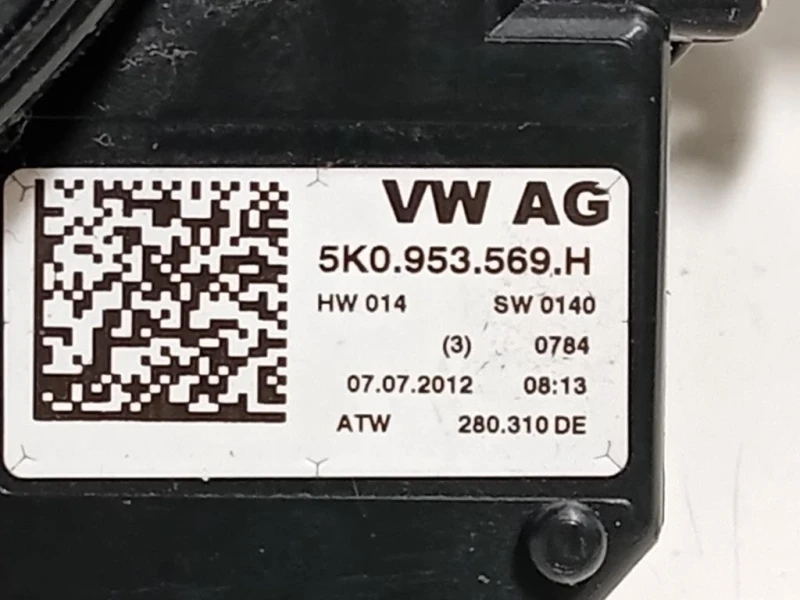 VW AG
5K0.953.569.H
HW 014 SW 0140
(3) 0784
07.07.2012 08:13
ATW 280.310 DE